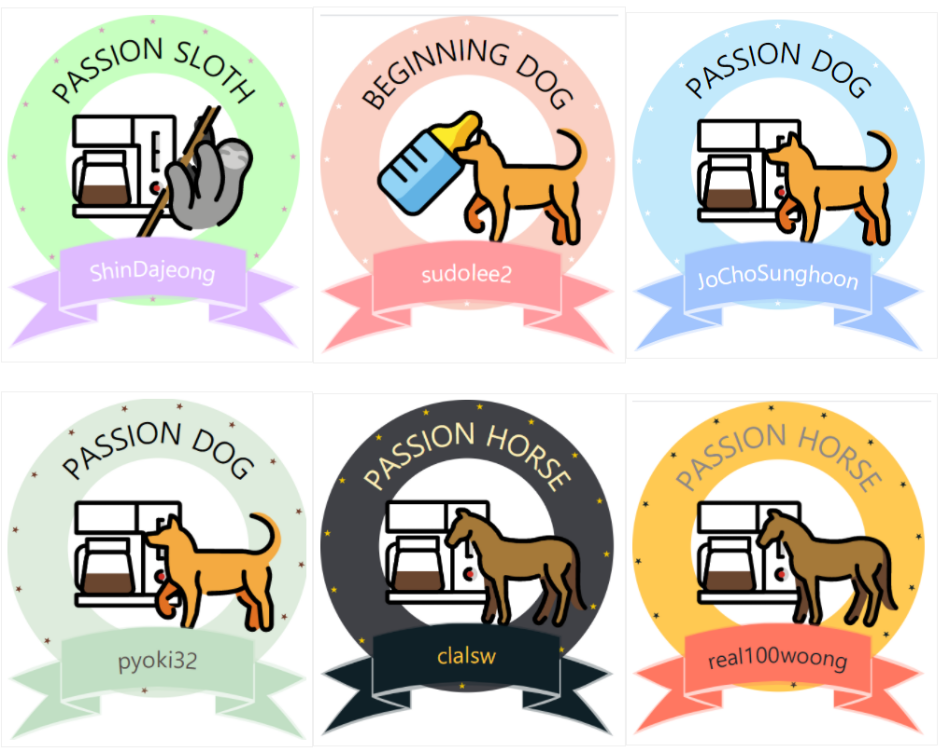 PASSION SLOTH
ShinDajeong
BEGINNING DOG
sudolee2
PASSION DOG
JoChoSunghoon
PASSION DOG
pyoki32
PASSION HORSE
clalsw
PASSION HORSE
real100woong